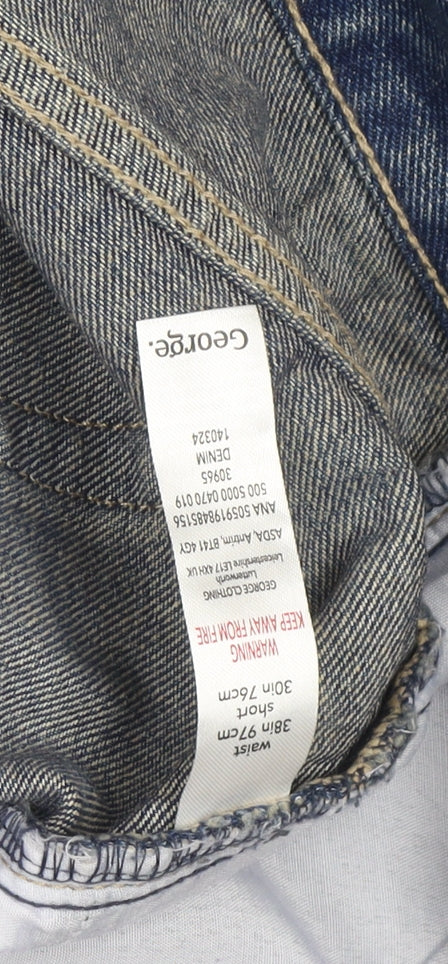 waist
38in 97cm
short
30in 76cm
WARNING
KEEP AWAY FROM FIRE
GEORGE CLOTHING
Lutterworth
Leicestershire LE17 4XH UK
ASDA, Antrim, BT41 4GY
ANA 5059198485156
500 5000 0470 019
30965
DENIM
140324
George.